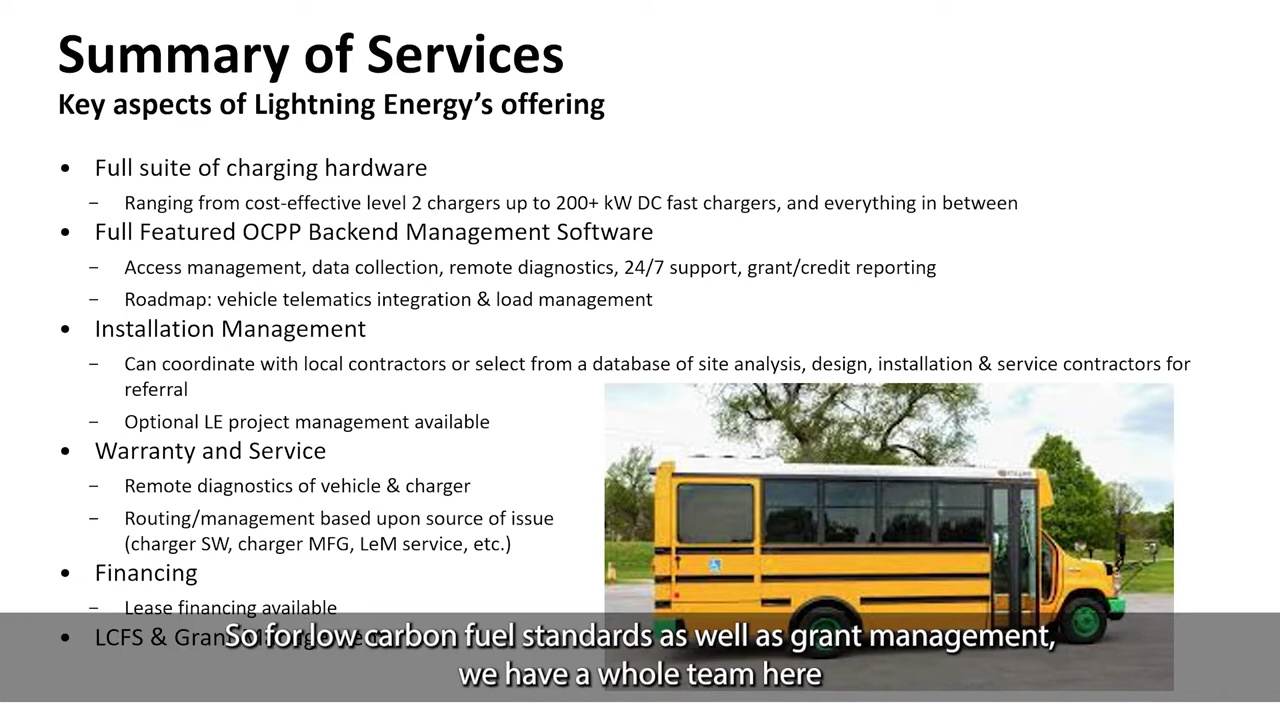 Summary of Services
Key aspects of Lightning Energy’s offering
• Full suite of charging hardware
– Ranging from cost-effective level 2 chargers up to 200+ kW DC fast chargers, and everything in between
• Full Featured OCPP Backend Management Software
– Access management, data collection, remote diagnostics, 24/7 support, grant/credit reporting
– Roadmap: vehicle telematics integration & load management
• Installation Management
– Can coordinate with local contractors or select from a database of site analysis, design, installation & service contractors for
referral
– Optional LE project management available
• Warranty and Service
– Remote diagnostics of vehicle & charger
– Routing/management based upon source of issue
(charger SW, charger MFG, LeM service, etc.)
• Financing
– Lease financing available
• LCFS & Grant
So for low carbon fuel standards as well as grant management,
we have a whole team here